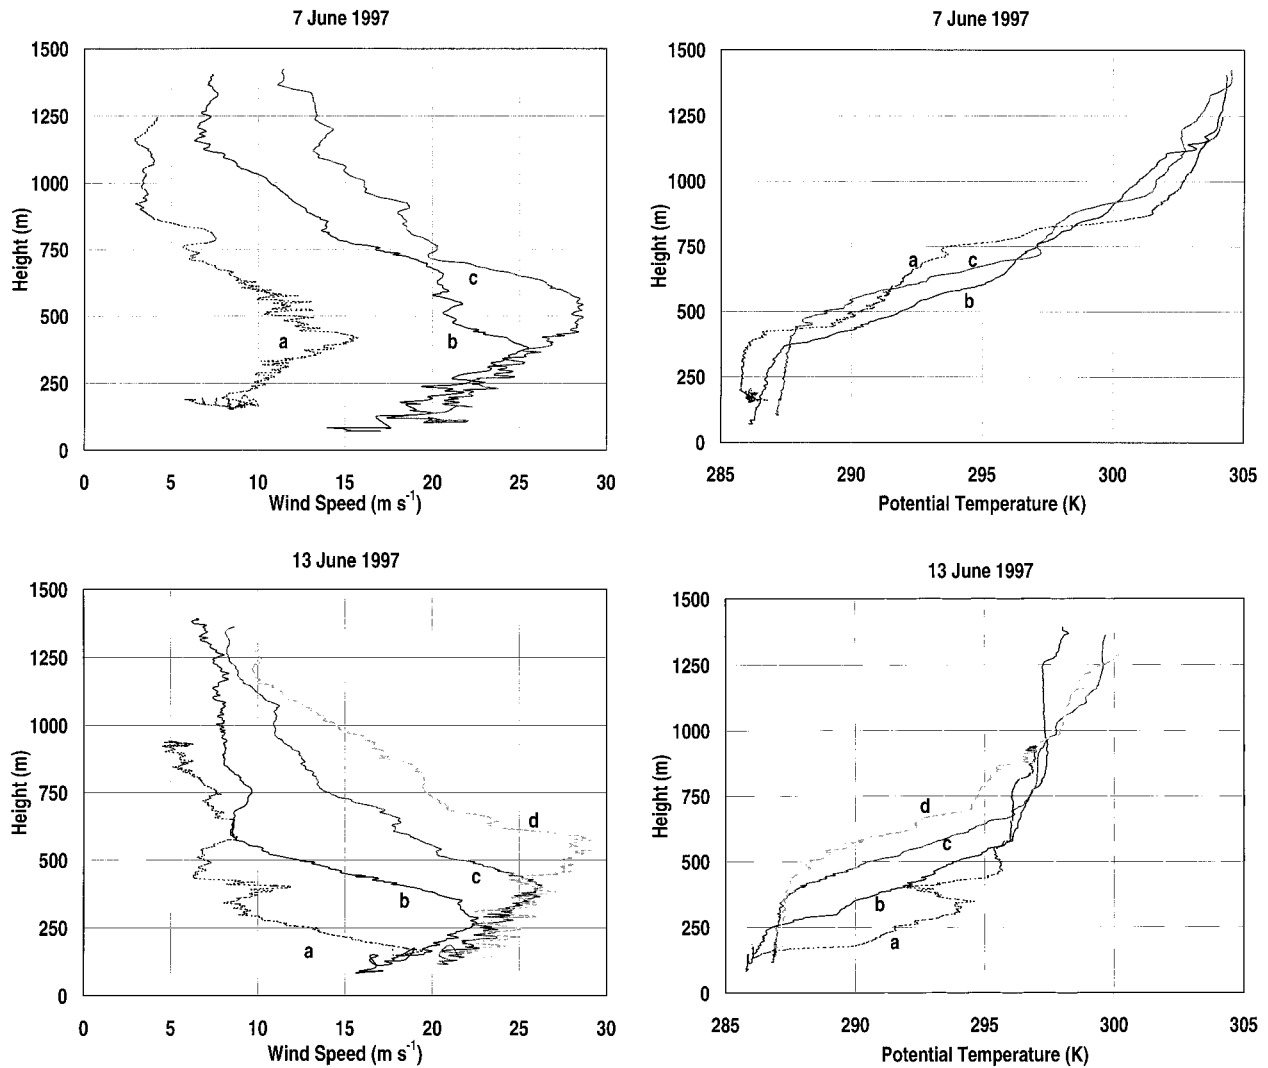 7 June 1997
1500
1250
1000
750
500
250
0
Height (m)
a
b
c
0 5 10 15 20 25 30
Wind Speed (m s-1)
7 June 1997
1500
1250
1000
750
500
250
0
Height (m)
a
c
b
285 290 295 300 305
Potential Temperature (K)
13 June 1997
1500
1250
1000
750
500
250
0
Height (m)
d
c
b
a
0 5 10 15 20 25 30
Wind Speed (m s-1)
13 June 1997
1500
1250
1000
750
500
250
0
Height (m)
d
c
b
a
285 290 295 300 305
Potential Temperature (K)